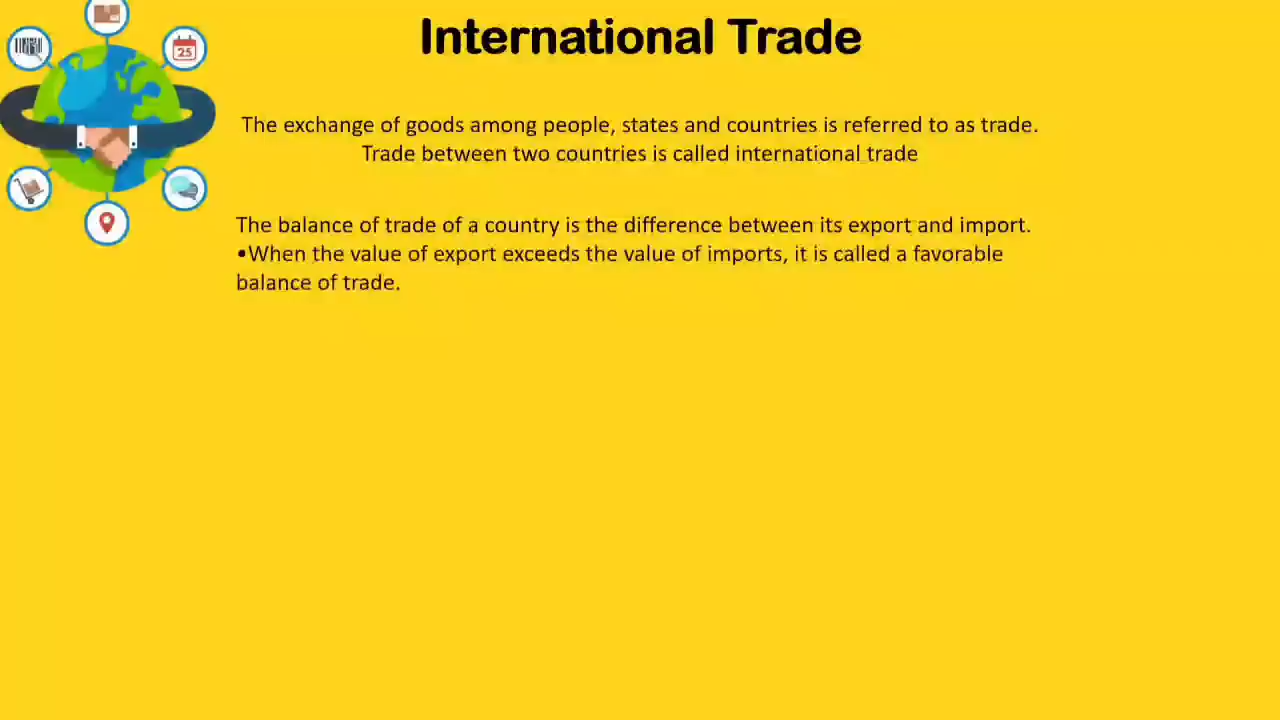 International Trade
25
The exchange of goods among people, states and countries is referred to as trade.
Trade between two countries is called international trade
The balance of trade of a country is the difference between its export and import.
•When the value of export exceeds the value of imports, it is called a favorable
balance of trade.